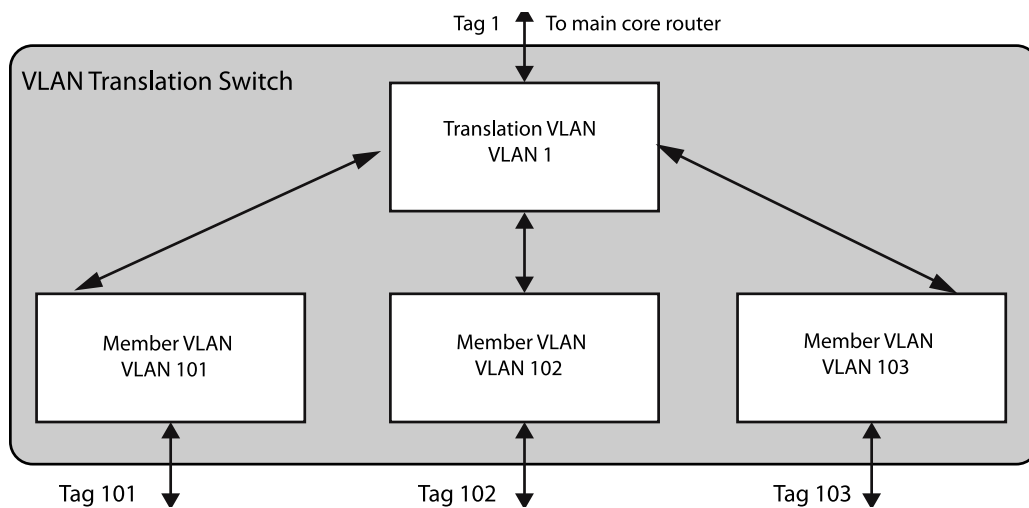 Tag 1 To main core router
VLAN Translation Switch
Translation VLAN
VLAN 1
Member VLAN
VLAN 101
Member VLAN
VLAN 102
Member VLAN
VLAN 103
Tag 101
Tag 102
Tag 103